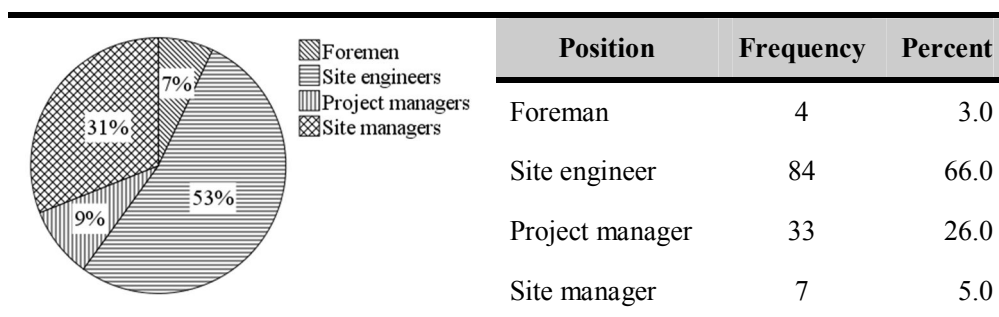 Foremen
Site engineers
Project managers
Site managers
7%
31%
53%
9%
Position Frequency Percent
Foreman 4 3.0
Site engineer 84 66.0
Project manager 33 26.0
Site manager 7 5.0